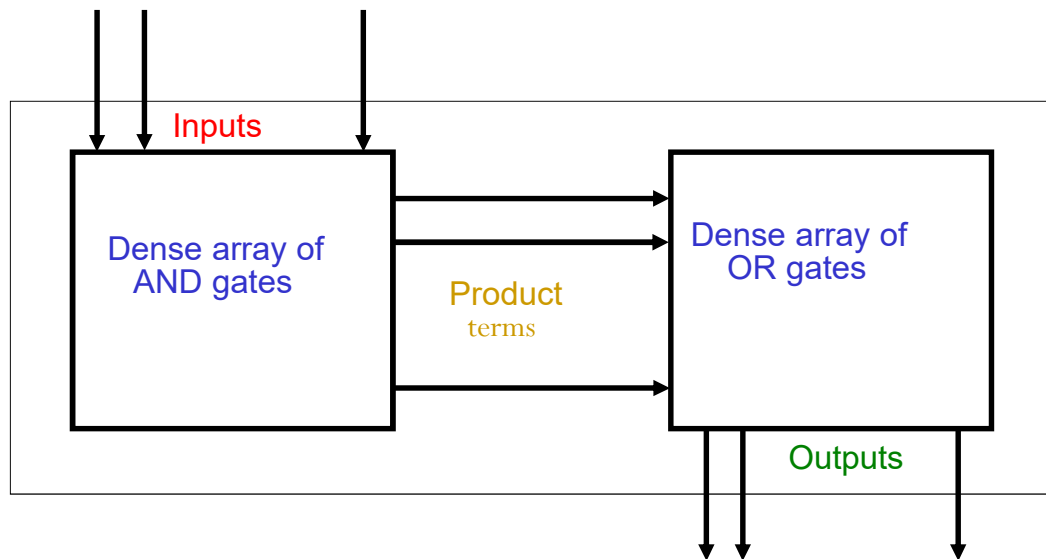 Inputs
Dense array of
AND gates
Product
terms
Dense array of
OR gates
Outputs